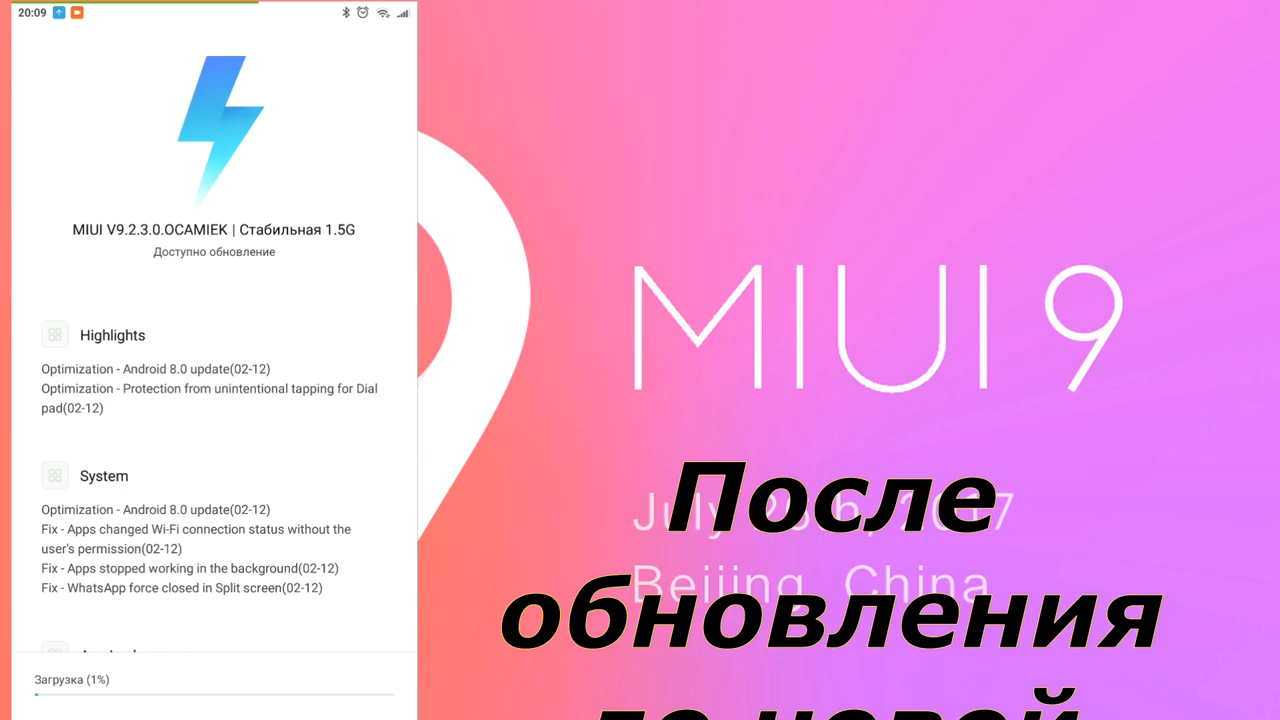 20:09
MIUI V9.2.3.0.OCAMIEK | Стабильная 1.5G
Доступно обновление
Highlights
Optimization - Android 8.0 update(02-12)
Optimization - Protection from unintentional tapping for Dial
pad(02-12)
System
Optimization - Android 8.0 update(02-12)
Fix - Apps changed Wi-Fi connection status without the
user's permission(02-12)
Fix - Apps stopped working in the background(02-12)
Fix - WhatsApp force closed in Split screen(02-12)
Загрузка (1%)
MIUI 9
Beijing, China
После
обновления
до новой